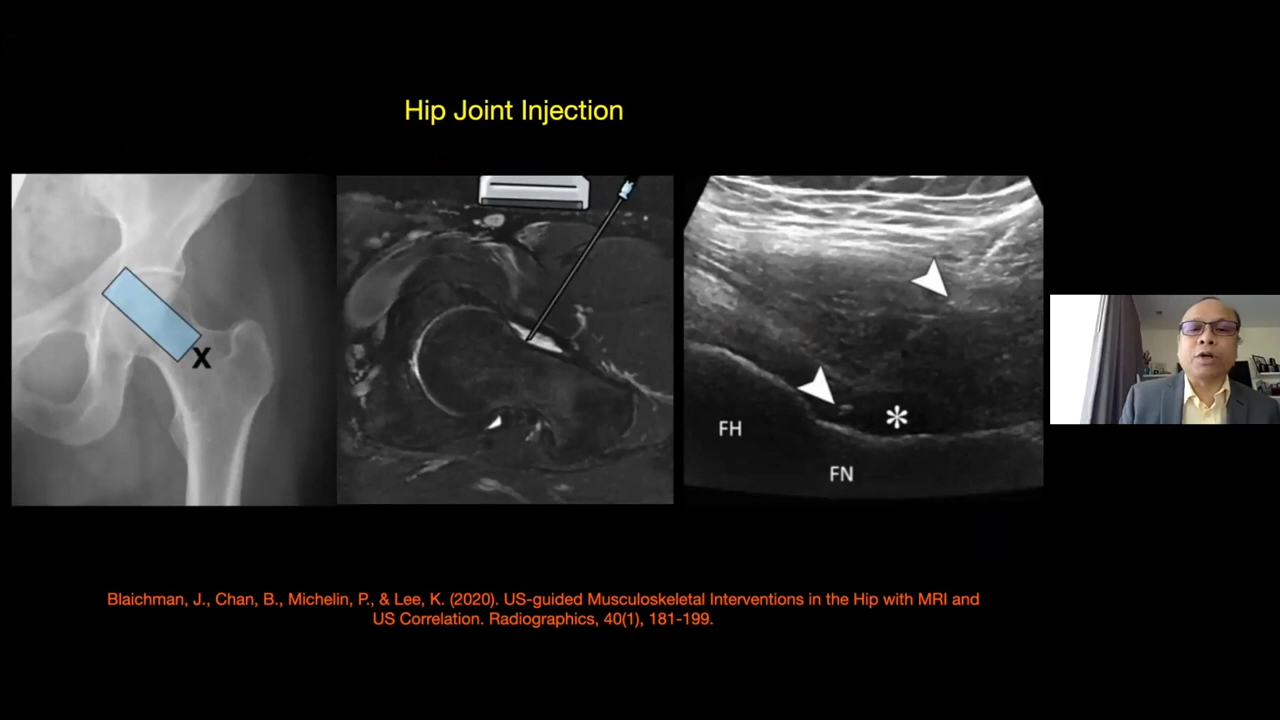 Hip Joint Injection
X
FH
FN
*
Blaichman, J., Chan, B., Michelin, P., & Lee, K. (2020). US-guided Musculoskeletal Interventions in the Hip with MRI and
US Correlation. Radiographics, 40(1), 181-199.